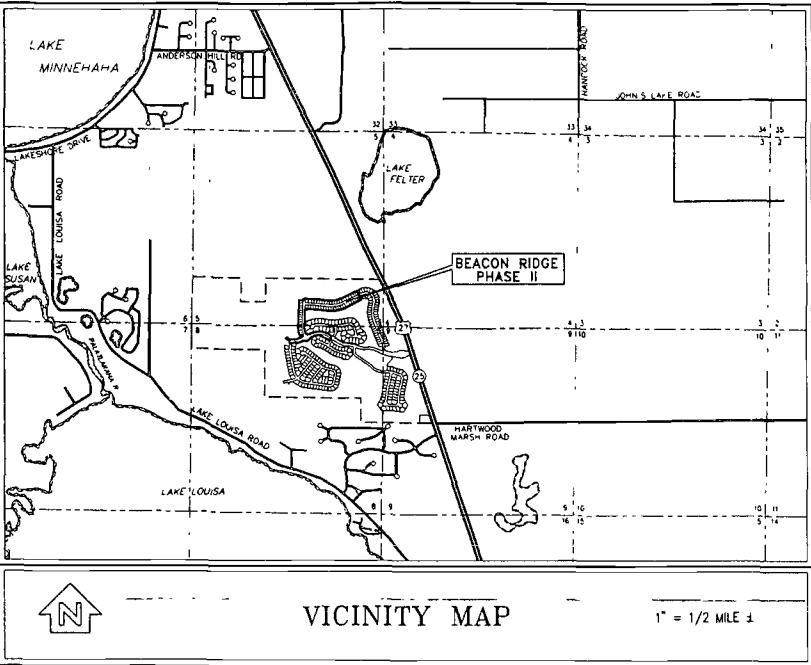 LAKE
MINNEHAHA
ANDERSON HILL RD.
HANCOCK ROAD
JOHNS LAKE ROAD
32 33
5 4
33 34
4 3
34 35
3 2
LAKESHORE DRIVE
LAKE
FELTER
LAKE LOUISA ROAD
LAKE
SUSAN
BEACON RIDGE
PHASE II
6 5
7 8
27
4 3
9 10
3 2
10 11
25
LAKE LOUISA ROAD
HARTWOOD
MARSH ROAD
LAKE LOUISA
8 9
9 10
16 15
10 11
N
VICINITY MAP
1" = 1/2 MILE ±